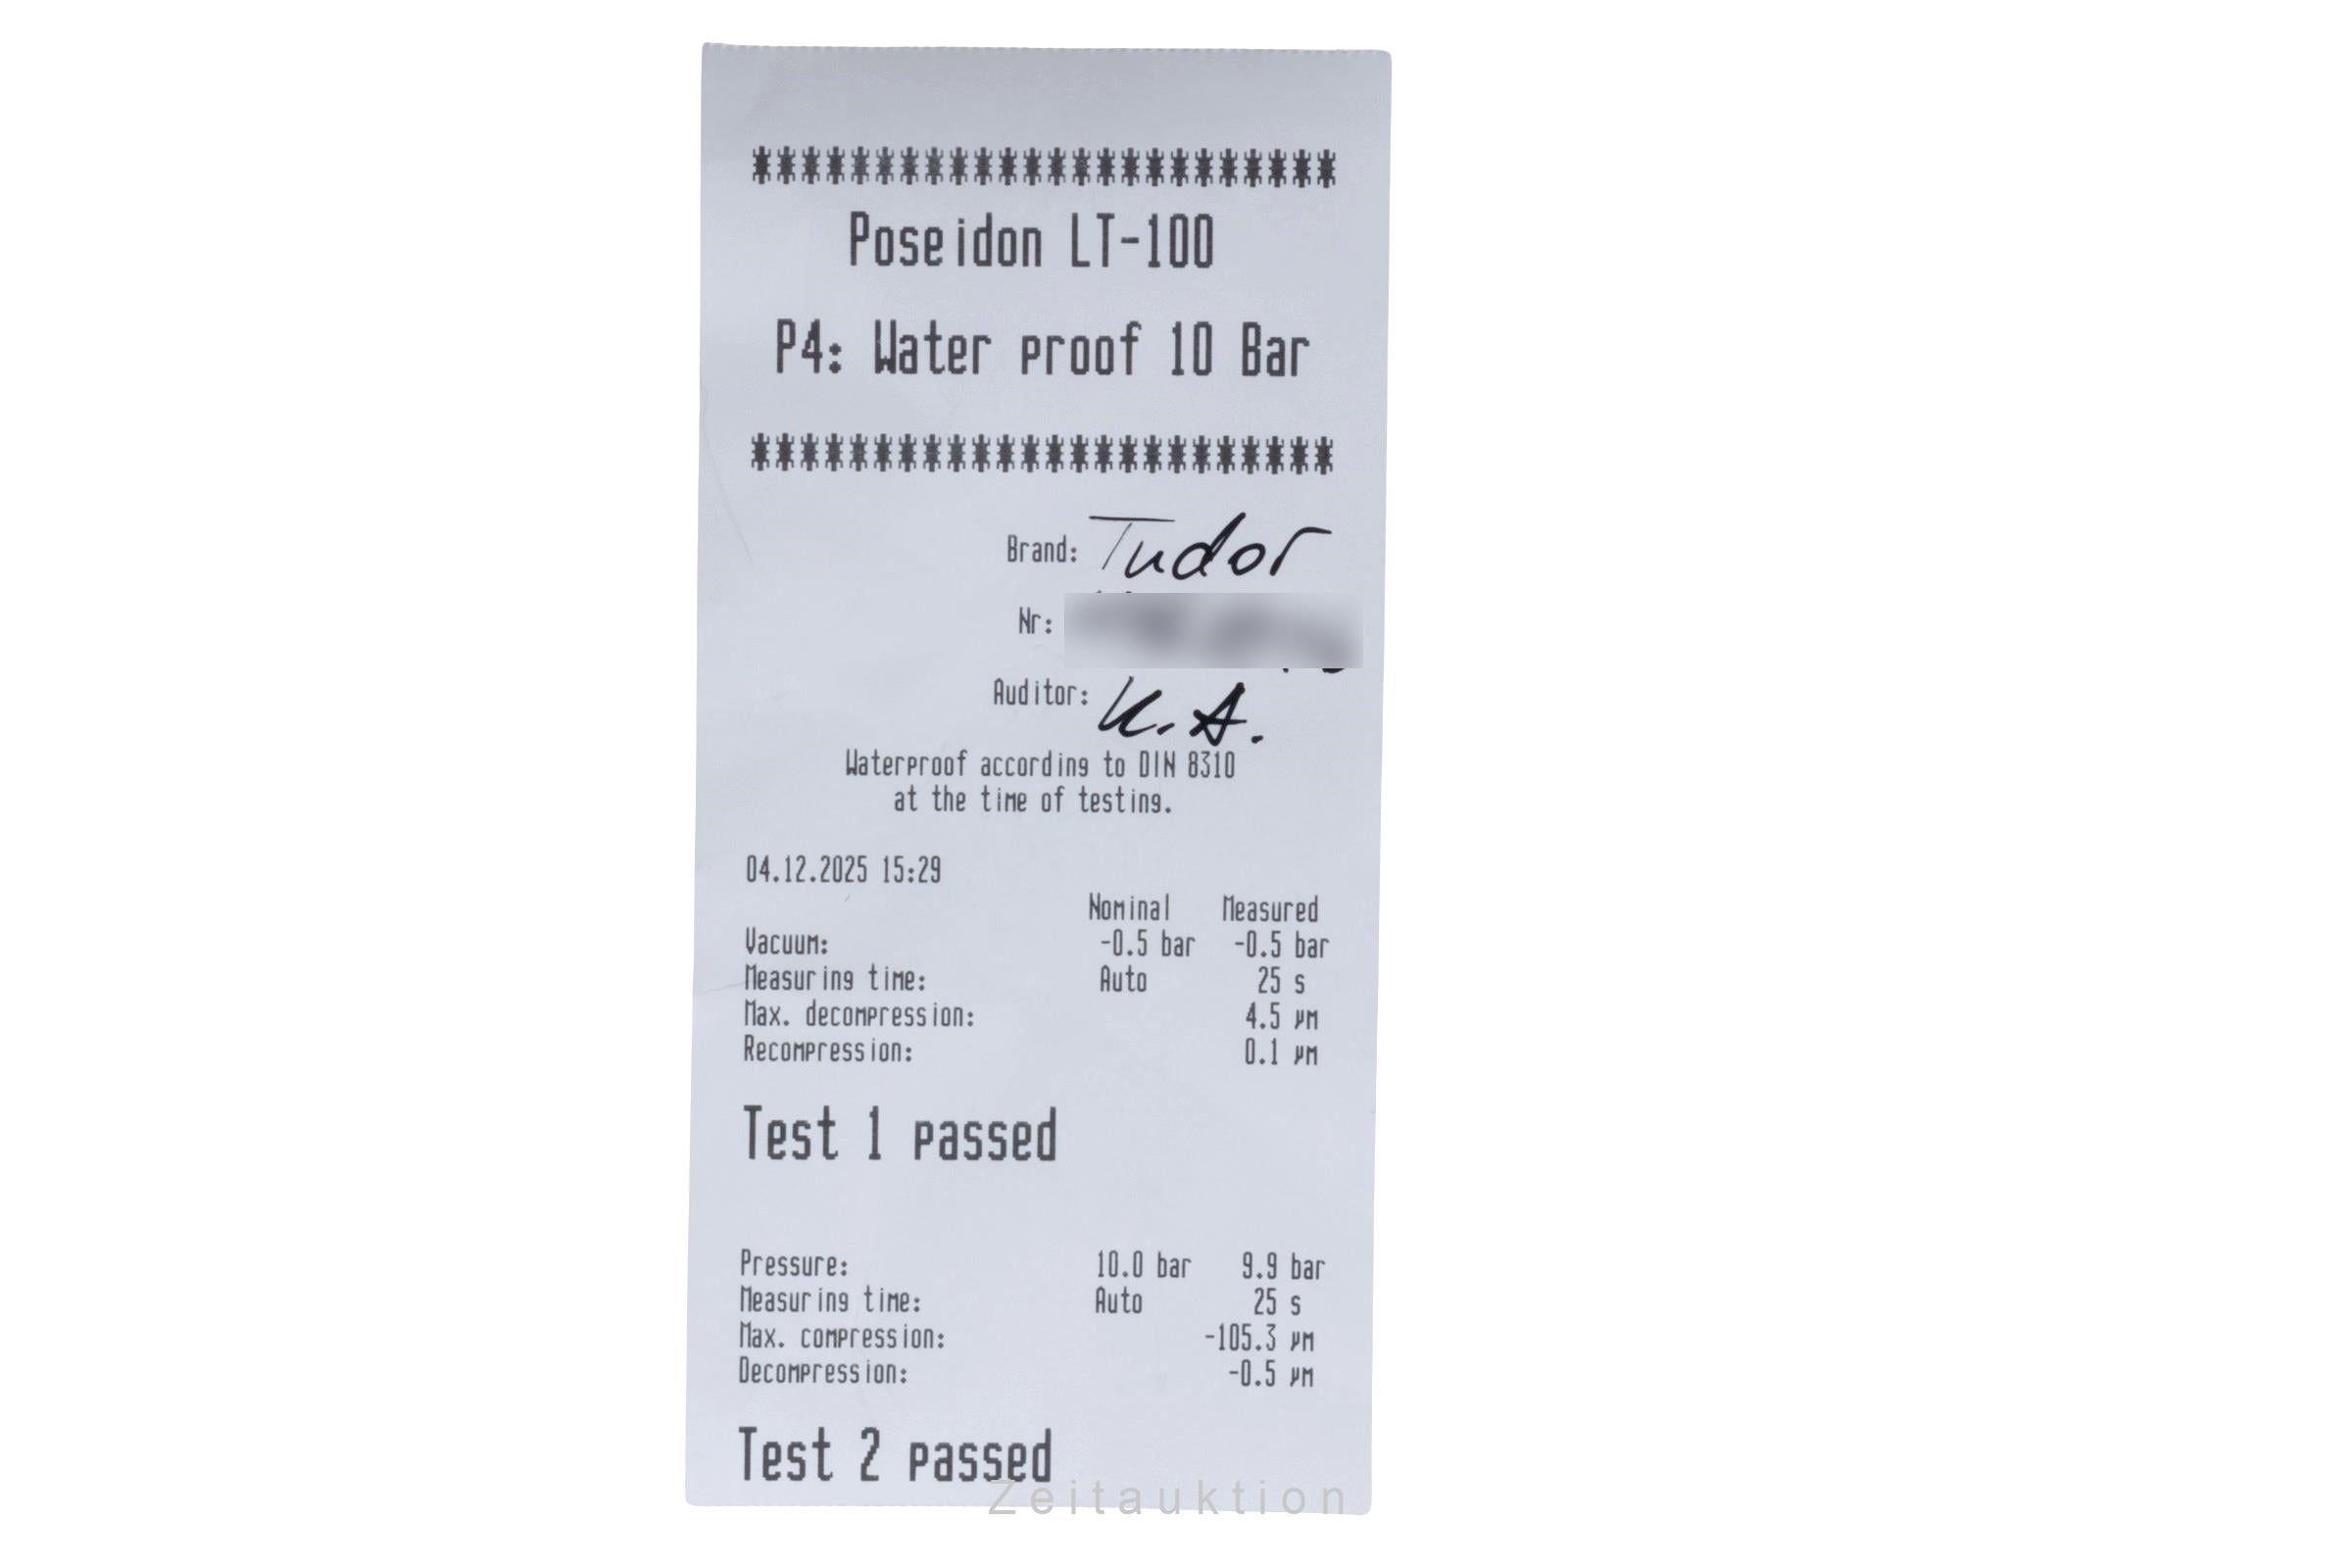 ************************
Poseidon LT-100
P4: Water proof 10 Bar
************************
Brand: Tudor
Nr:
Auditor: K.A.
Waterproof according to DIN 8310
at the time of testing.
04.12.2025 15:29
Nominal Measured
Vacuum: -0.5 bar -0.5 bar
Measuring time: Auto 25 s
Max. decompression: 4.5 µm
Recompression: 0.1 µm
Test 1 passed
Pressure: 10.0 bar 9.9 bar
Measuring time: Auto 25 s
Max. compression: -105.3 µm
Decompression: -0.5 µm
Test 2 passed
Zeitauktion